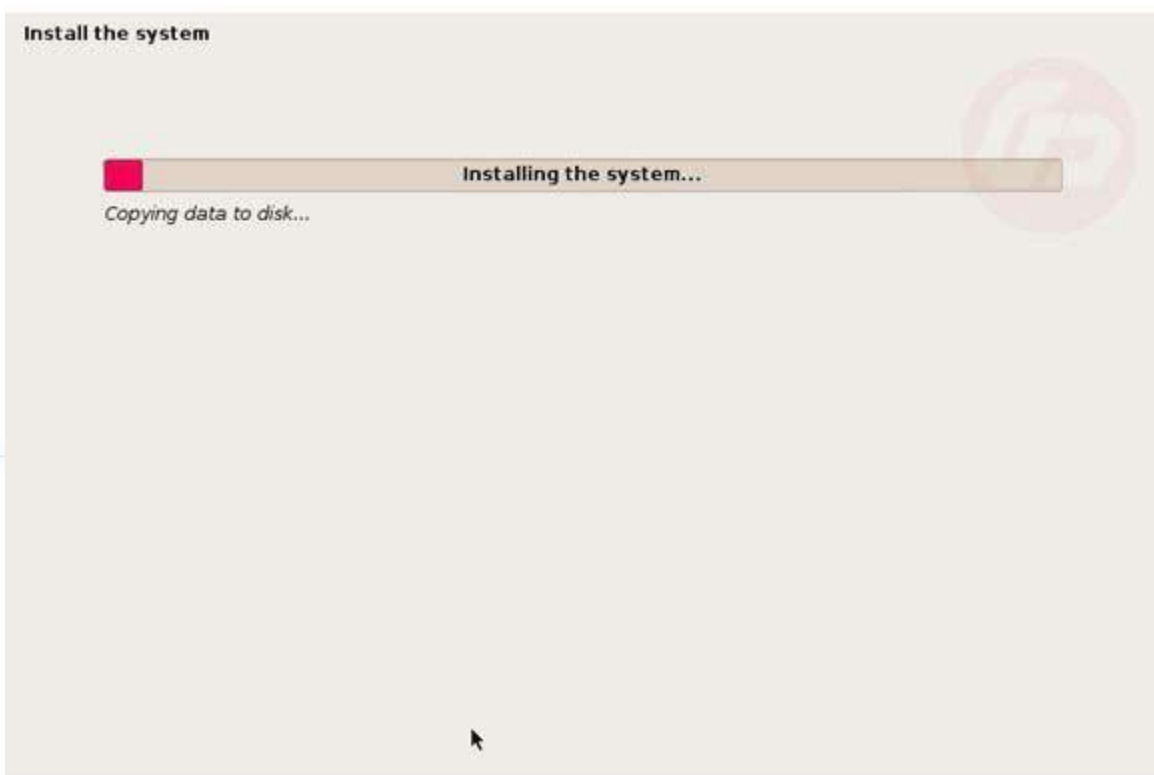 Install the system
Installing the system...
Copying data to disk...